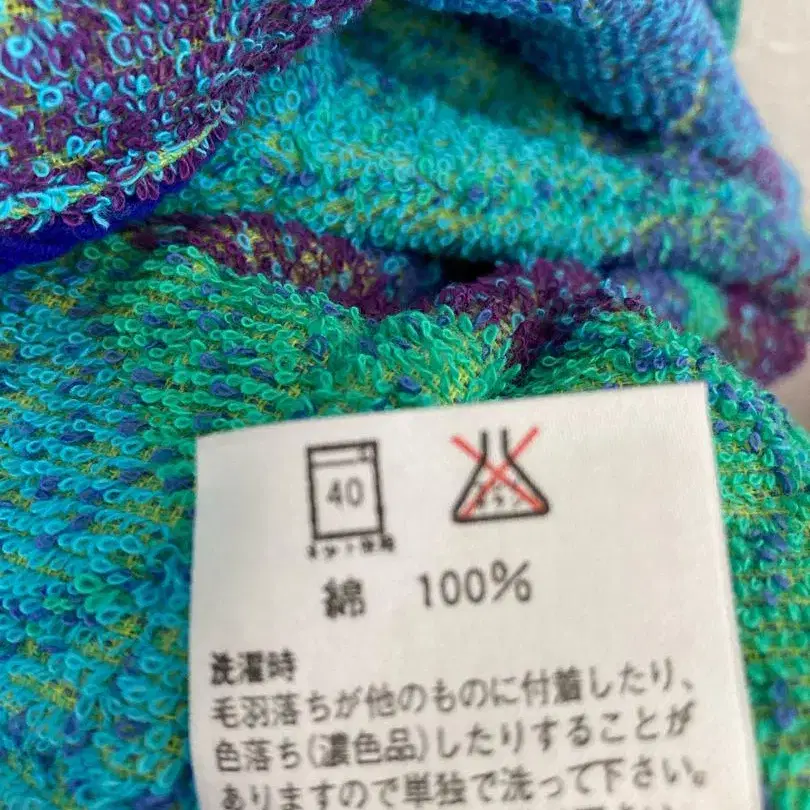 40
綿 100%
洗濯時
毛羽落ちが他のものに付着したり、
色落ち(濃色品)したりすることが
ありますので単独で洗って下さい。